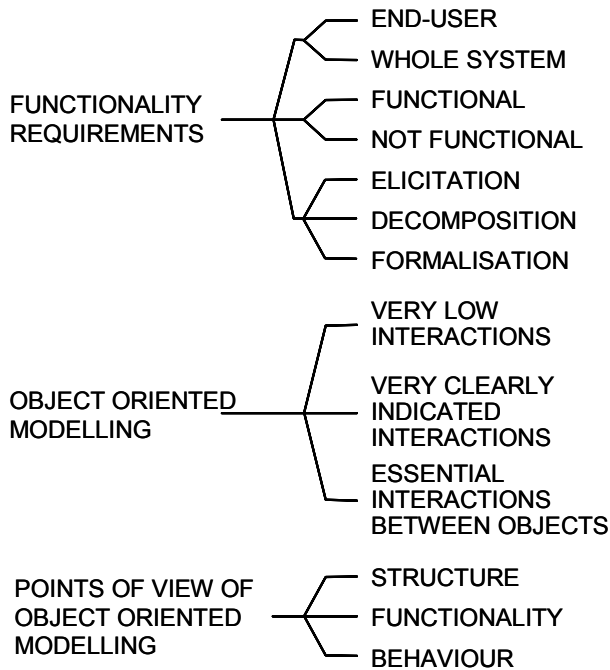 FUNCTIONALITY
REQUIREMENTS
END-USER
WHOLE SYSTEM
FUNCTIONAL
NOT FUNCTIONAL
ELICITATION
DECOMPOSITION
FORMALISATION
OBJECT ORIENTED
MODELLING
VERY LOW
INTERACTIONS
VERY CLEARLY
INDICATED
INTERACTIONS
ESSENTIAL
INTERACTIONS
BETWEEN OBJECTS
POINTS OF VIEW OF
OBJECT ORIENTED
MODELLING
STRUCTURE
FUNCTIONALITY
BEHAVIOUR